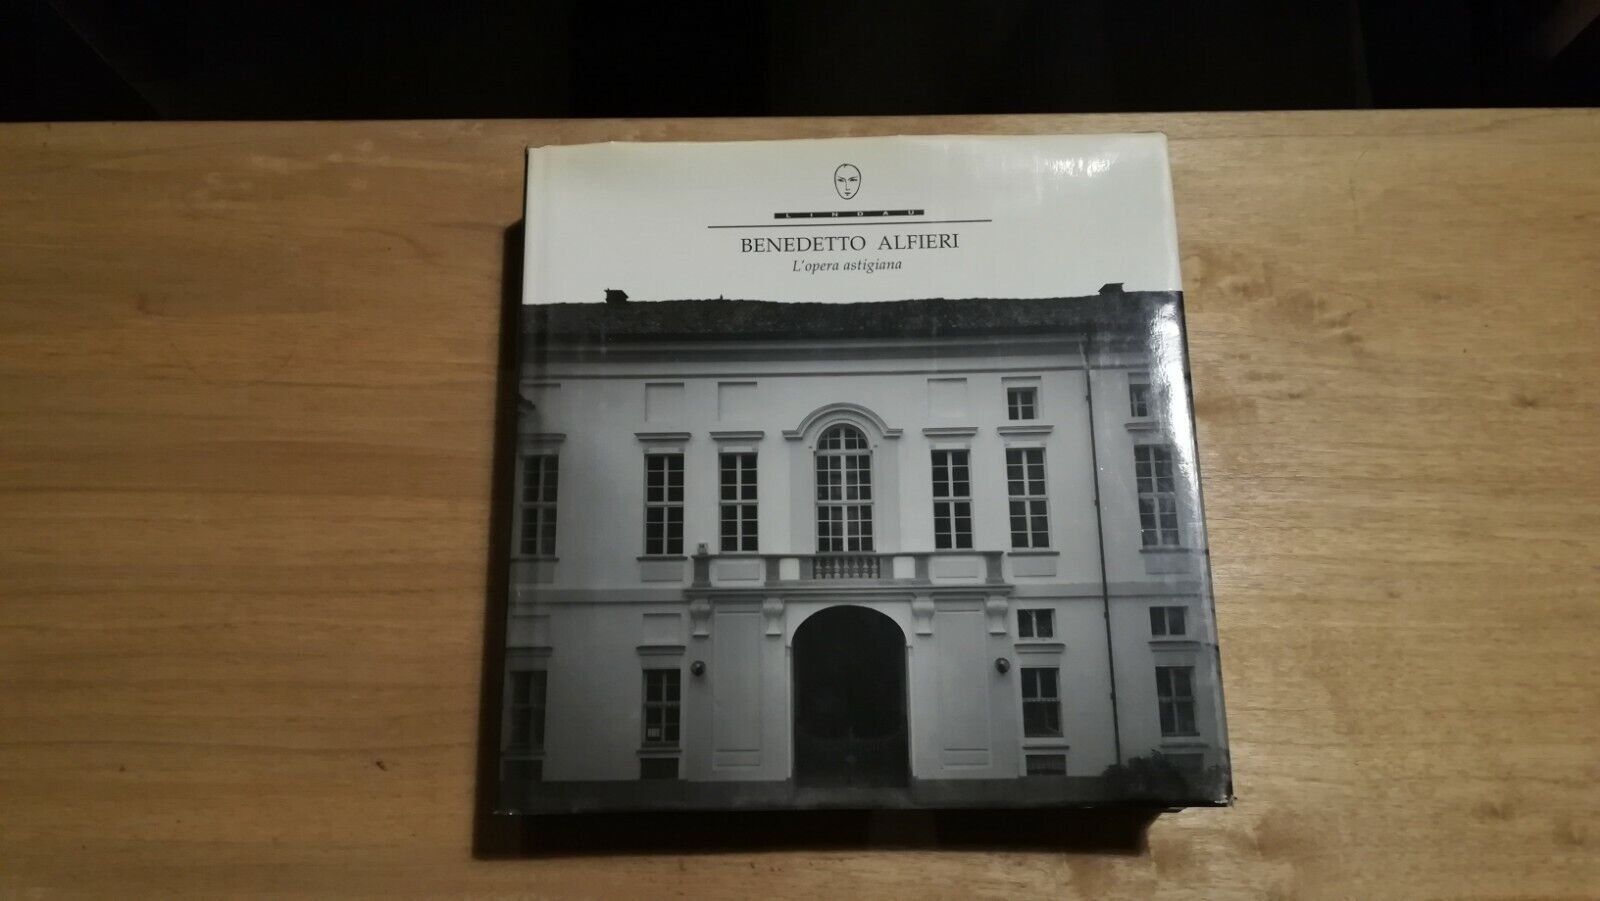 LINDAU
BENEDETTO ALFIERI
L'opera astigiana